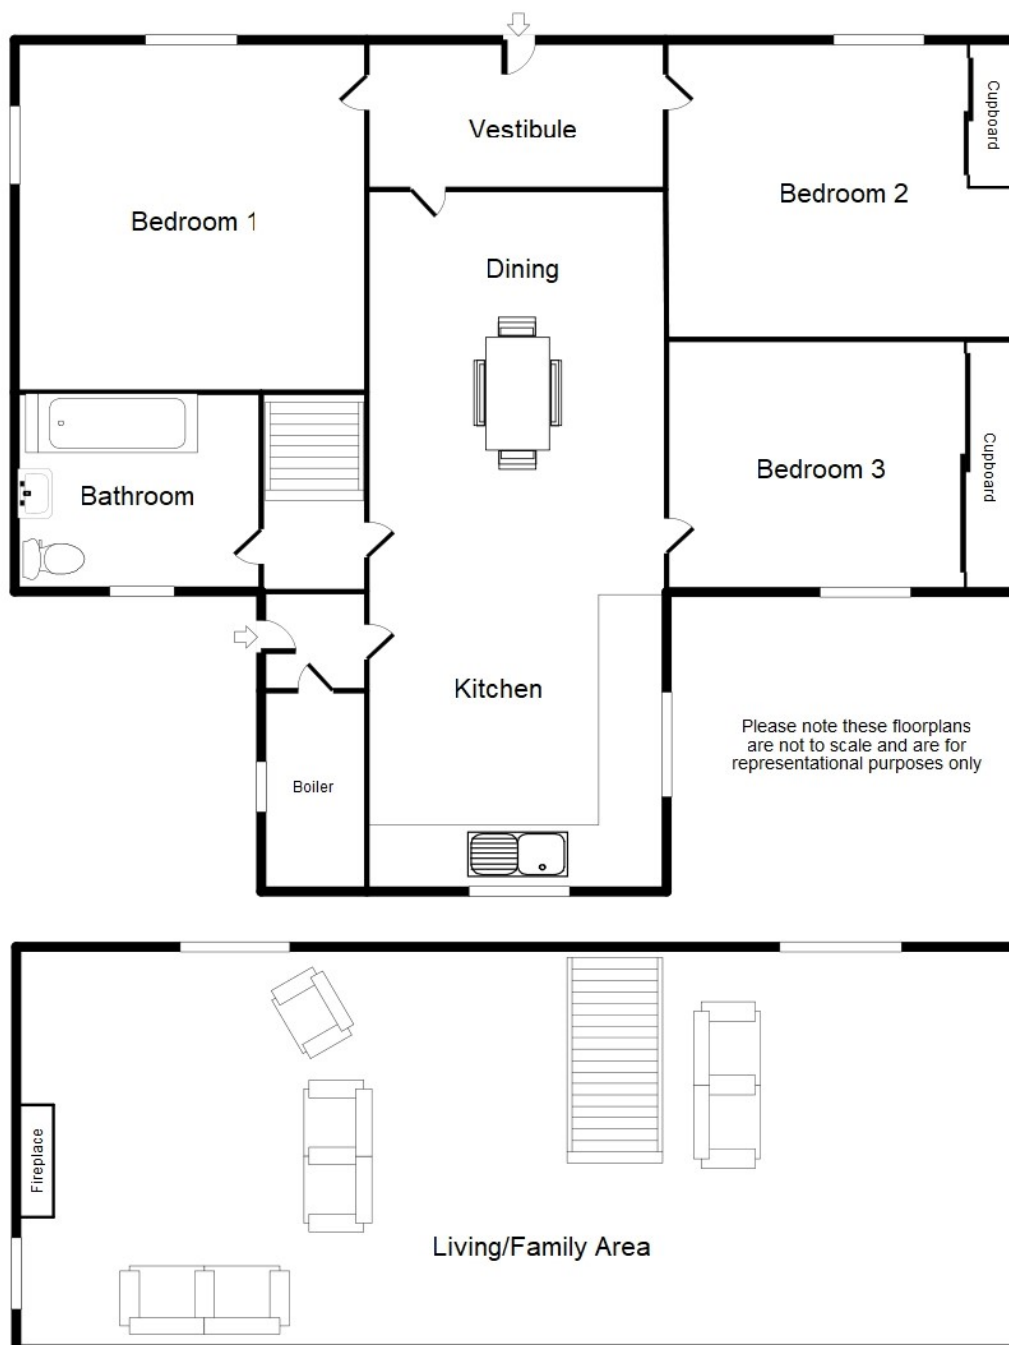 Vestibule
Cupboard
Bedroom 2
Bedroom 1
Dining
Cupboard
Bedroom 3
Bathroom
Kitchen
Please note these floorplans
are not to scale and are for
representational purposes only
Boiler
Fireplace
Living/Family Area